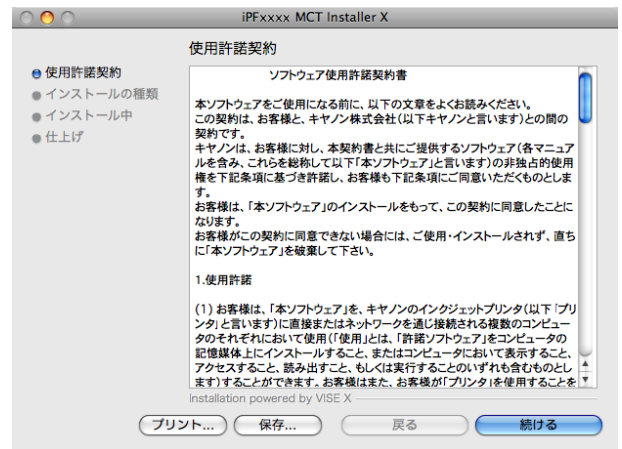 iPFxxxx MCT Installer X
使用許諾契約
使用許諾契約
インストールの種類
インストール中
仕上げ
ソフトウェア使用許諾契約書
本ソフトウェアをご使用になる前に、以下の文章をよくお読みください。
この契約は、お客様と、キヤノン株式会社(以下キヤノンと言います)との間の
契約です。
キヤノンは、お客様に対し、本契約書と共にご提供するソフトウェア(各マニュア
ルを含み、これらを総称して以下「本ソフトウェア」と言います)の非独占的使用
権を下記条項に基づき許諾し、お客様も下記条項にご同意いただくものとしま
す。
お客様は、「本ソフトウェア」のインストールをもって、この契約に同意したことに
なります。
お客様がこの契約に同意できない場合には、ご使用・インストールされず、直ち
に「本ソフトウェア」を破棄して下さい。
1.使用許諾
(1) お客様は、「本ソフトウェア」を、キヤノンのインクジェットプリンタ(以下「プリ
ンタ」と言います)に直接またはネットワークを通じ接続される複数のコンピュー
タのそれぞれにおいて使用(「使用」とは、「許諾ソフトウェア」をコンピュータの
記憶媒体上にインストールすること、またはコンピュータにおいて表示すること、
アクセスすること、読み出すこと、もしくは実行することのいずれも含むものとし
ます)することができます。お客様はまた、お客様が「プリンタ」を使用することを
Installation powered by VISE X
プリント...
保存...
戻る
続ける